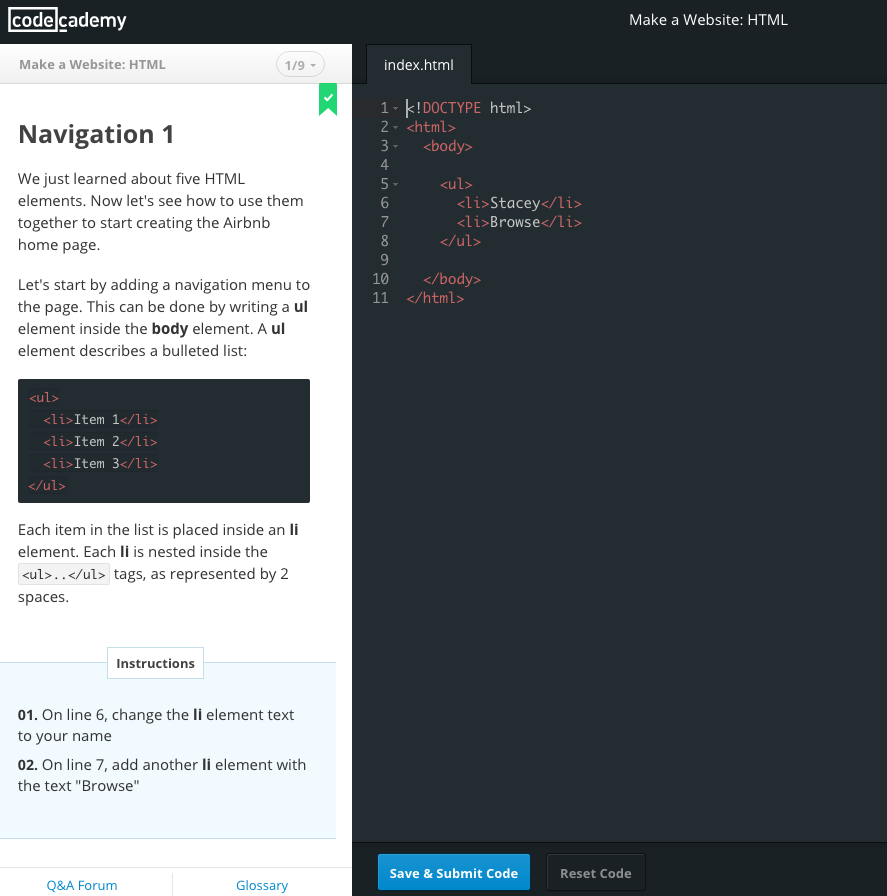 codecademy
Make a Website: HTML
Make a Website: HTML
1/9
Navigation 1
We just learned about five HTML
elements. Now let's see how to use them
together to start creating the Airbnb
home page.
Let's start by adding a navigation menu to
the page. This can be done by writing a ul
element inside the body element. A ul
element describes a bulleted list:
<ul>
  <li>Item 1</li>
  <li>Item 2</li>
  <li>Item 3</li>
</ul>
Each item in the list is placed inside an li
element. Each li is nested inside the
<ul>..</ul> tags, as represented by 2
spaces.
Instructions
01. On line 6, change the li element text
to your name
02. On line 7, add another li element with
the text "Browse"
Q&A Forum
Glossary
index.html
1 <!DOCTYPE html>
2 <html>
3   <body>
4
5     <ul>
6       <li>Stacey</li>
7       <li>Browse</li>
8     </ul>
9
10   </body>
11 </html>
Save & Submit Code
Reset Code